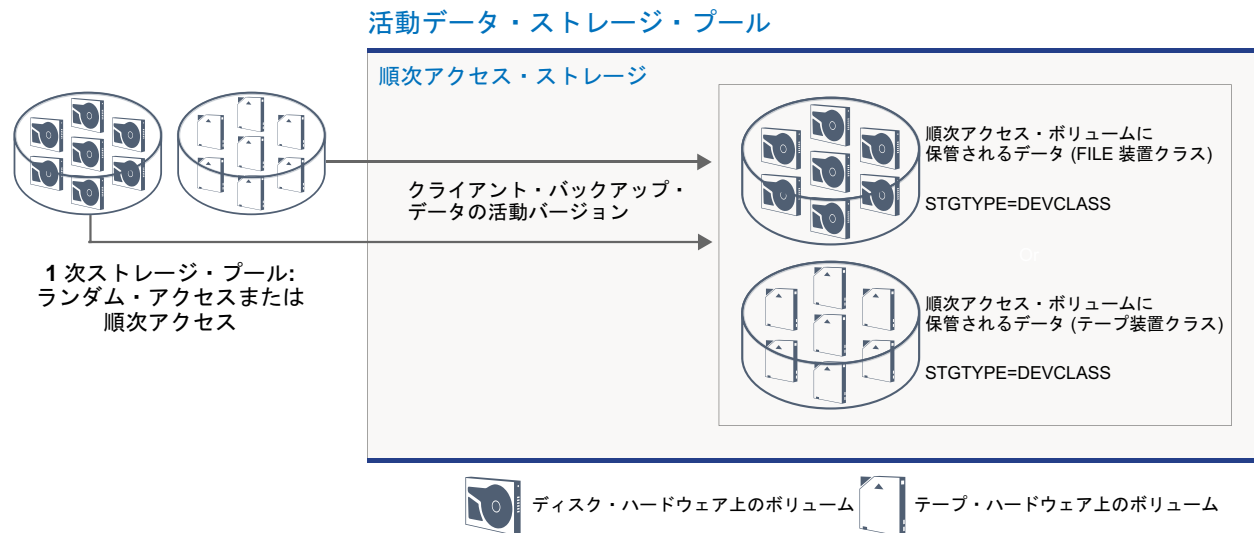 活動データ・ストレージ・プール
順次アクセス・ストレージ
順次アクセス・ボリュームに
保管されるデータ (FILE 装置クラス)
STGTYPE=DEVCLASS
クライアント・バックアップ・
データの活動バージョン
Or
1 次ストレージ・プール:
ランダム・アクセスまたは
順次アクセス
順次アクセス・ボリュームに
保管されるデータ (テープ装置クラス)
STGTYPE=DEVCLASS
ディスク・ハードウェア上のボリューム
テープ・ハードウェア上のボリューム